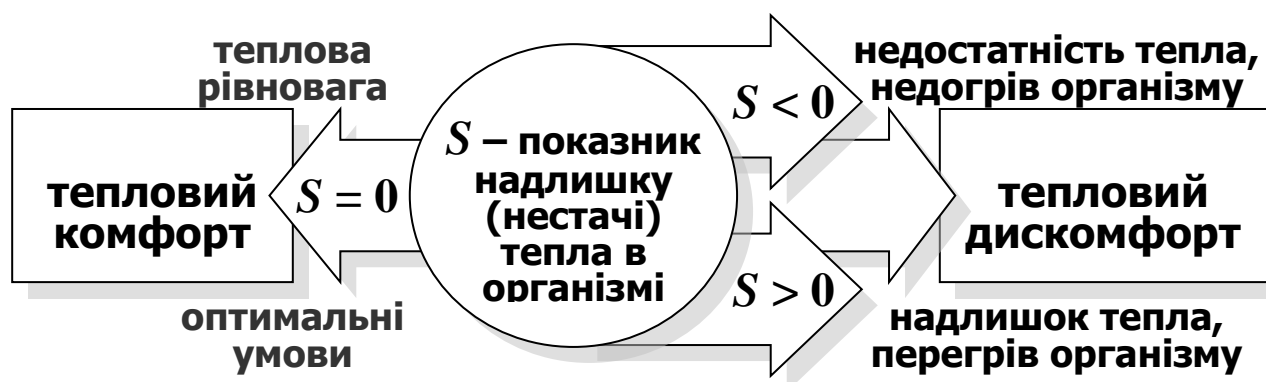 теплова
рівновага
тепловий
комфорт
S = 0
оптимальні
умови
S – показник
надлишку
(нестачі)
тепла в
організмі
S < 0
S > 0
недостатність тепла,
недогрів організму
тепловий
дискомфорт
надлишок тепла,
перегрів організму